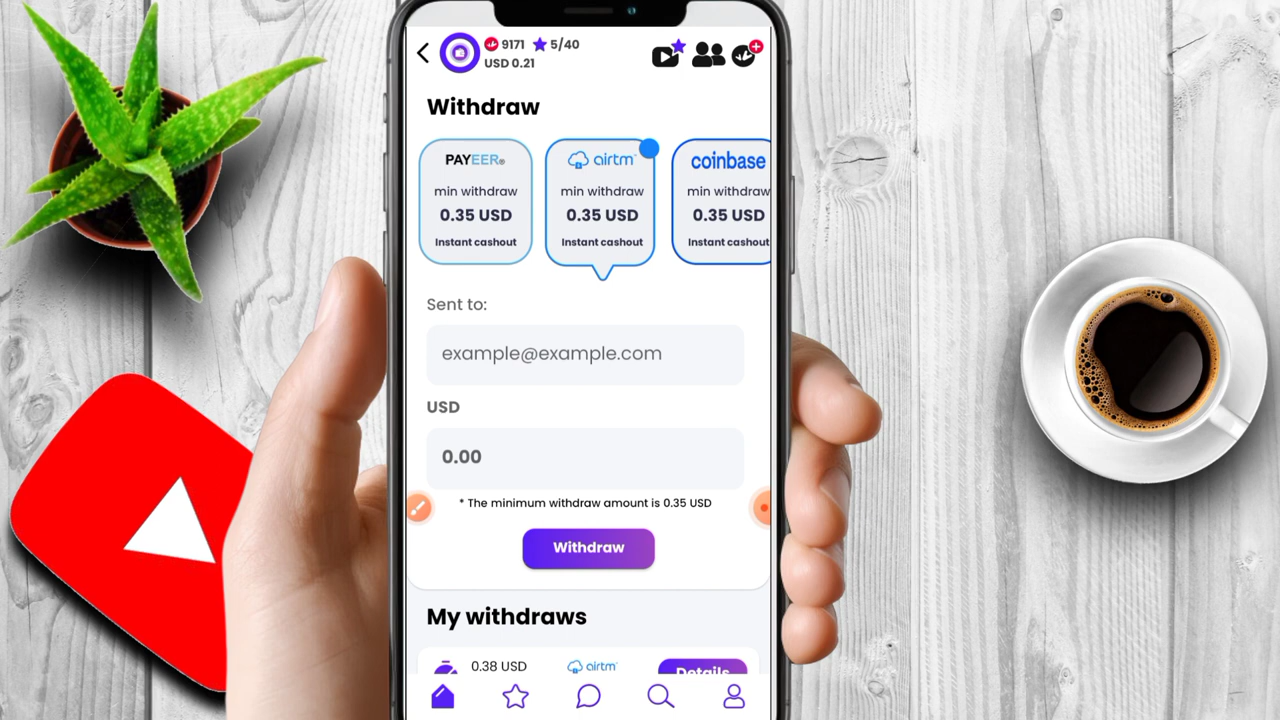 9171 5/40
USD 0.21
Withdraw
PAYEER®
min withdraw
0.35 USD
Instant cashout
airtm
min withdraw
0.35 USD
Instant cashout
coinbase
min withdraw
0.35 USD
Instant cashout
Sent to:
example@example.com
USD
0.00
* The minimum withdraw amount is 0.35 USD
Withdraw
My withdraws
0.38 USD airtm Details